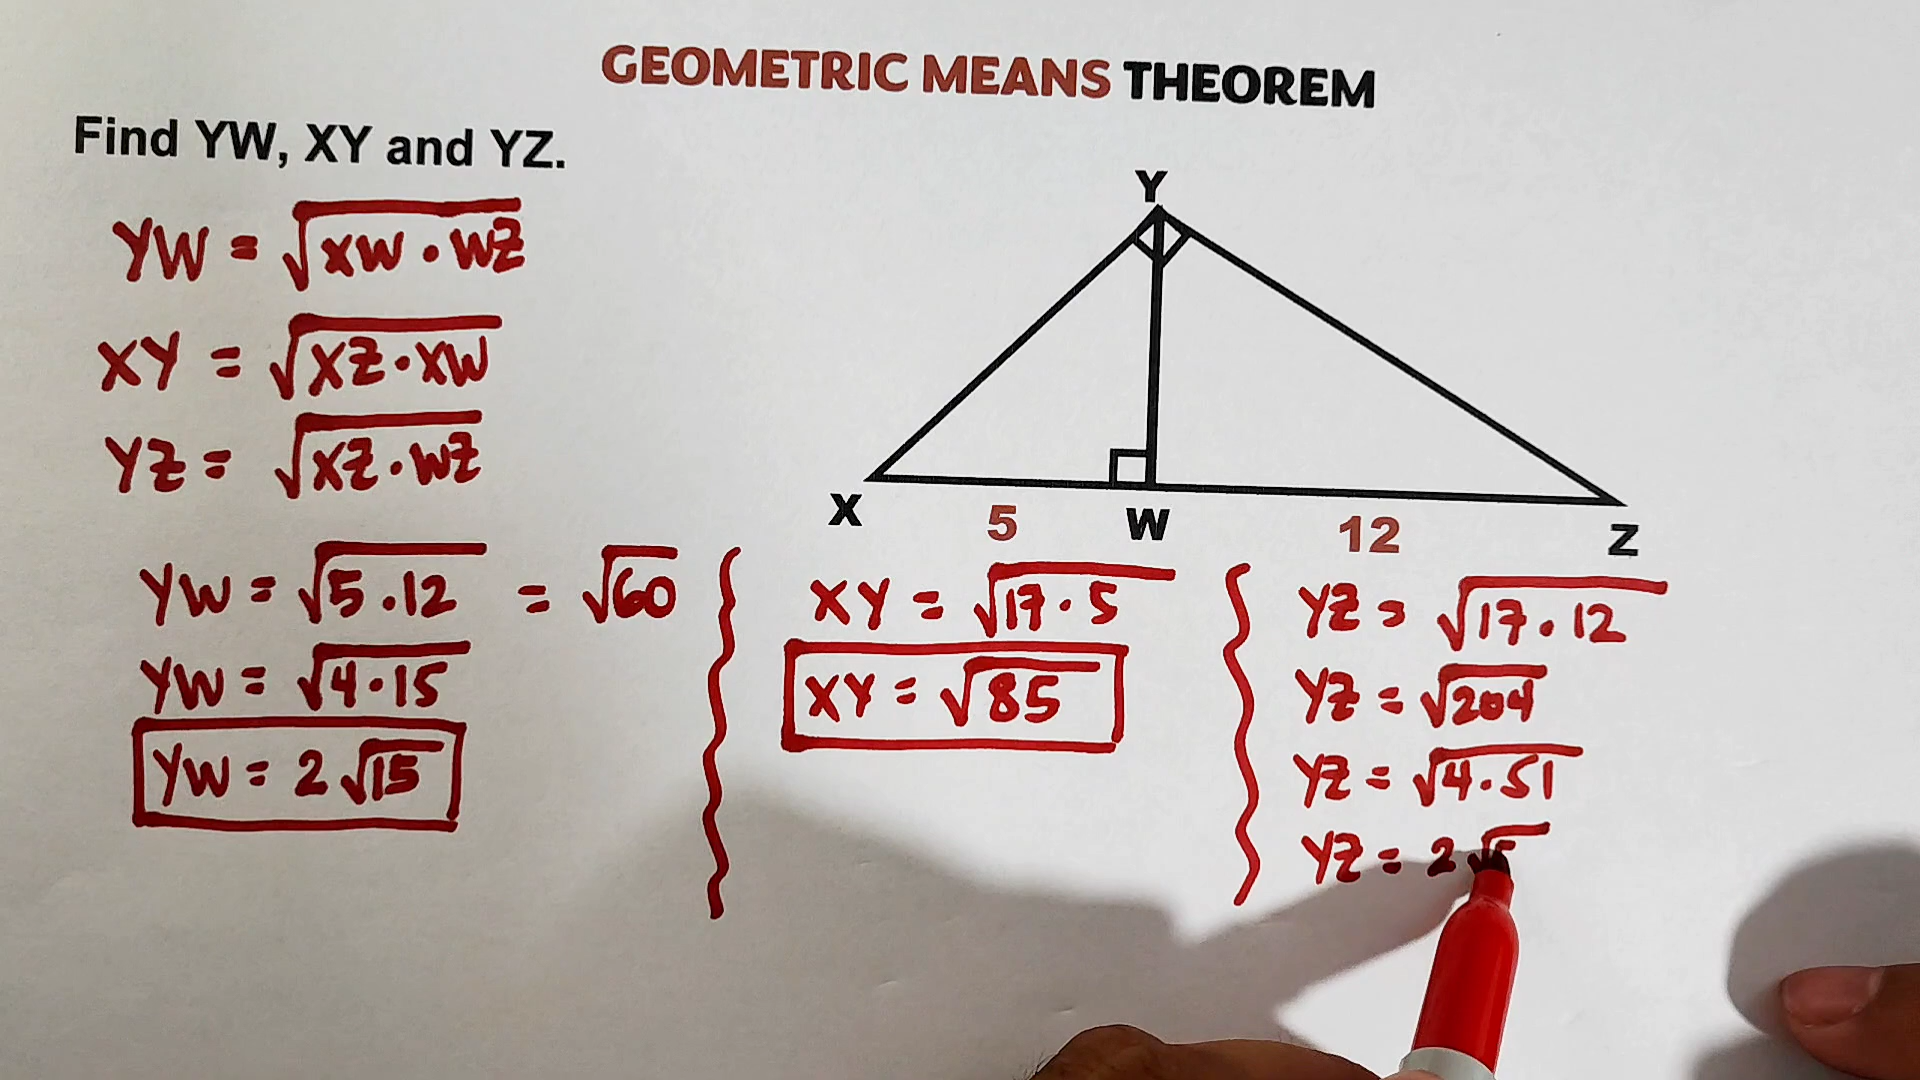 GEOMETRIC MEANS THEOREM
Find YW, XY and YZ.
YW = √XW · WZ
XY = √XZ · XW
YZ = √XZ · WZ
Y
X
5
W
12
Z
YW = √5 · 12 = √60
YW = √4 · 15
YW = 2√15
XY = √17 · 5
XY = √85
YZ = √17 · 12
YZ = √204
YZ = √4 · 51
YZ = 2√5